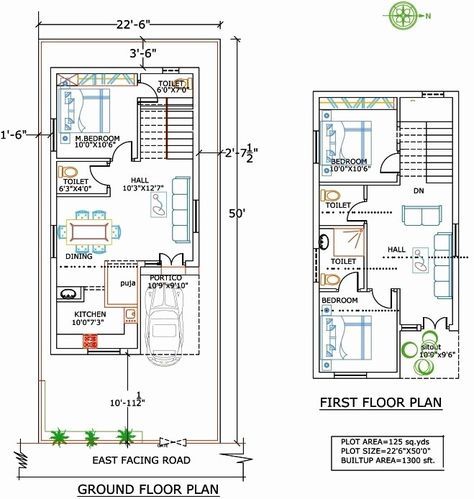 22'-6"
N
3'-6"
TOILET
6'0"X7'0"
M.BEDROOM
10'0"X10'6"
1'-6"
2'-7 1/2"
TOILET
6'3"X4'0"
HALL
10'3"X12'7"
50'
DINING
puja
PORTICO
10'9"x9'10"
KITCHEN
10'0"7'3"
10'-11 1/2"
EAST FACING ROAD
GROUND FLOOR PLAN
BEDROOM
10'0"X10'6"
DN
TOILET
HALL
TOILET
BEDROOM
sitout
10'9"x9'6"
FIRST FLOOR PLAN
PLOT AREA=125 sq.yds
PLOT SIZE=22'6"X50'0"
BUILTUP AREA=1300 sft.